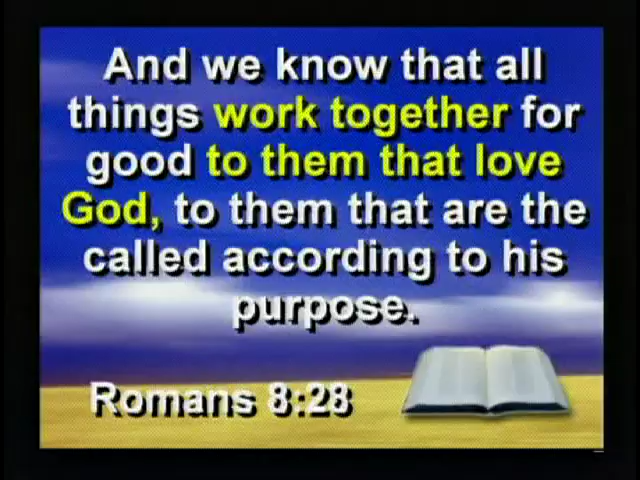 And we know that all
things work together for
good to them that love
God, to them that are the
called according to his
purpose.
Romans 8:28